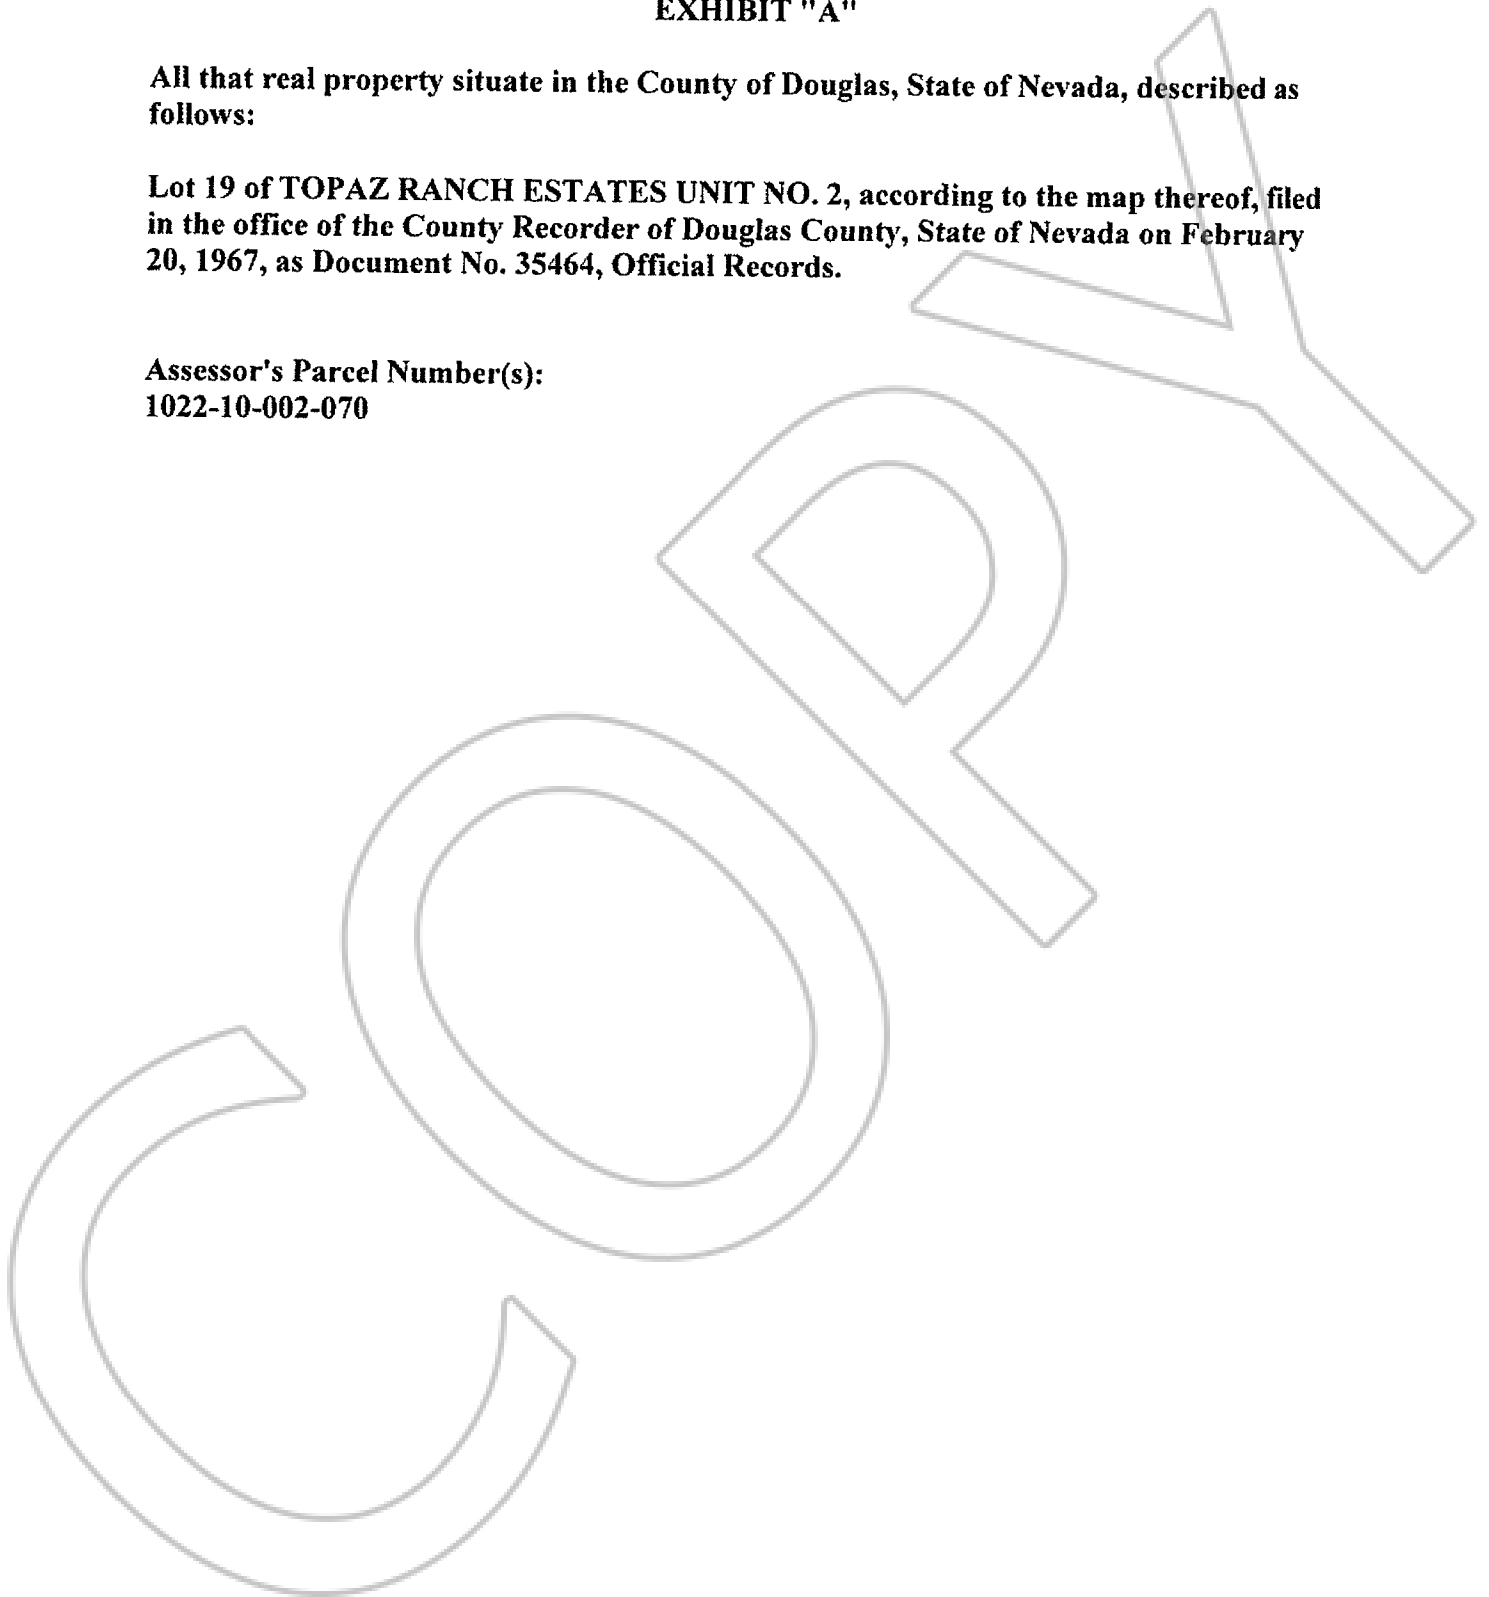 EXHIBIT "A"
All that real property situate in the County of Douglas, State of Nevada, described as
follows:
Lot 19 of TOPAZ RANCH ESTATES UNIT NO. 2, according to the map thereof, filed
in the office of the County Recorder of Douglas County, State of Nevada on February
20, 1967, as Document No. 35464, Official Records.
Assessor's Parcel Number(s):
1022-10-002-070
COPY